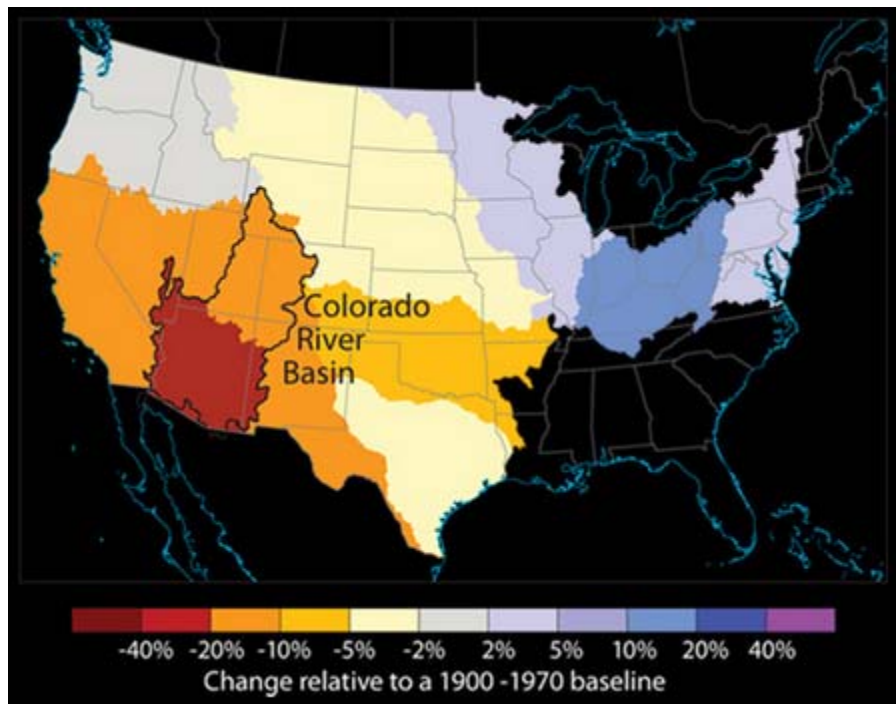 Colorado
River
Basin
-40% -20% -10% -5% -2% 2% 5% 10% 20% 40%
Change relative to a 1900 -1970 baseline